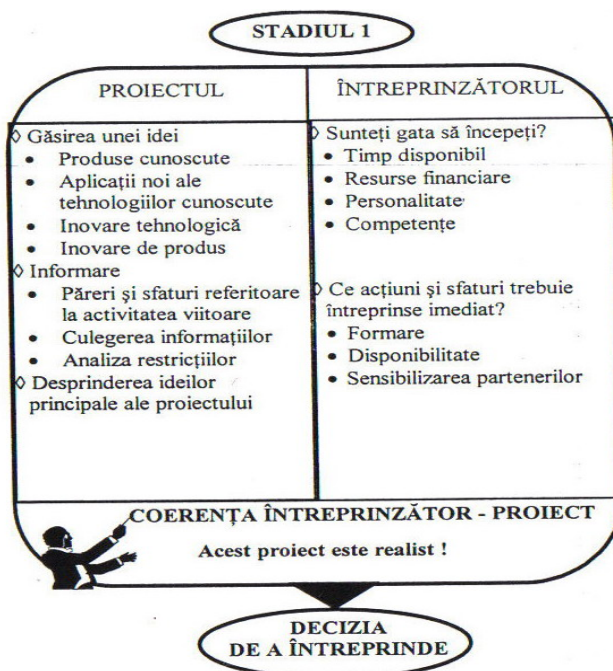 STADIUL 1
PROIECTUL
◊ Găsirea unei idei
• Produse cunoscute
• Aplicații noi ale
tehnologiilor cunoscute
• Inovare tehnologică
• Inovare de produs
◊ Informare
• Păreri și sfaturi referitoare
la activitatea viitoare
• Culegerea informațiilor
• Analiza restricțiilor
◊ Desprinderea ideilor
principale ale proiectului
ÎNTREPRINZĂTORUL
◊ Sunteți gata să începeți?
• Timp disponibil
• Resurse financiare
• Personalitate
• Competențe
◊ Ce acțiuni și sfaturi trebuie
întreprinse imediat?
• Formare
• Disponibilitate
• Sensibilizarea partenerilor
COERENȚA ÎNTREPRINZĂTOR - PROIECT
Acest proiect este realist !
DECIZIA
DE A ÎNTREPRINDE